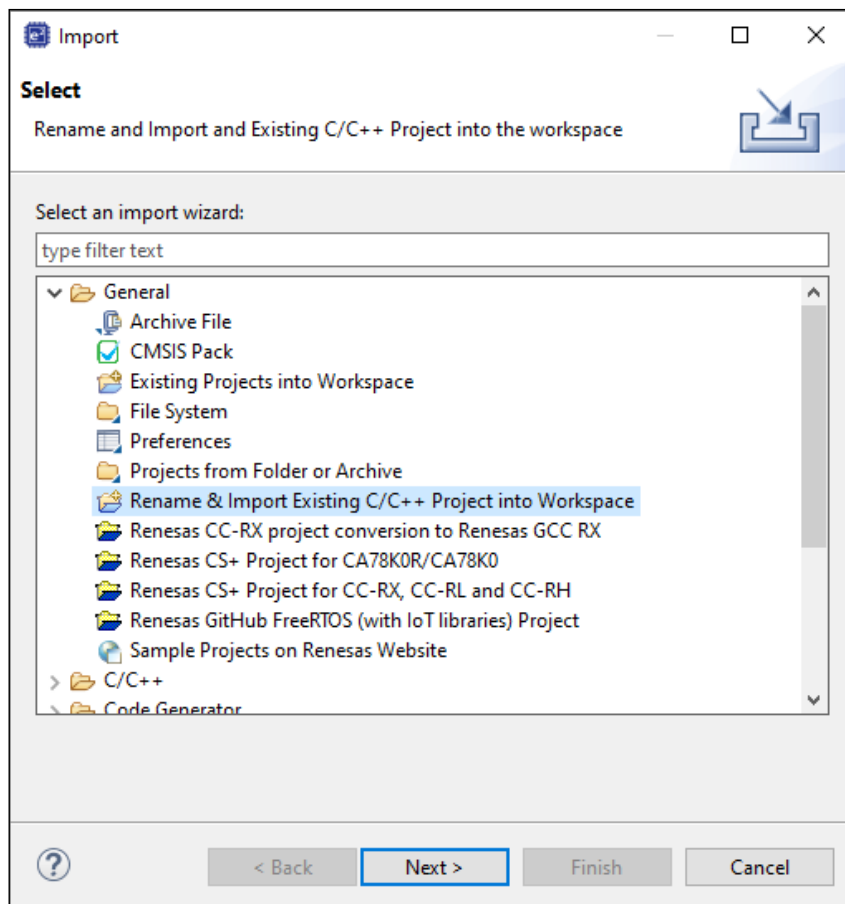 Import
Select
Rename and Import and Existing C/C++ Project into the workspace
Select an import wizard:
type filter text
General
Archive File
CMSIS Pack
Existing Projects into Workspace
File System
Preferences
Projects from Folder or Archive
Rename & Import Existing C/C++ Project into Workspace
Renesas CC-RX project conversion to Renesas GCC RX
Renesas CS+ Project for CA78K0R/CA78K0
Renesas CS+ Project for CC-RX, CC-RL and CC-RH
Renesas GitHub FreeRTOS (with IoT libraries) Project
Sample Projects on Renesas Website
C/C++
Code Generator
? < Back Next > Finish Cancel